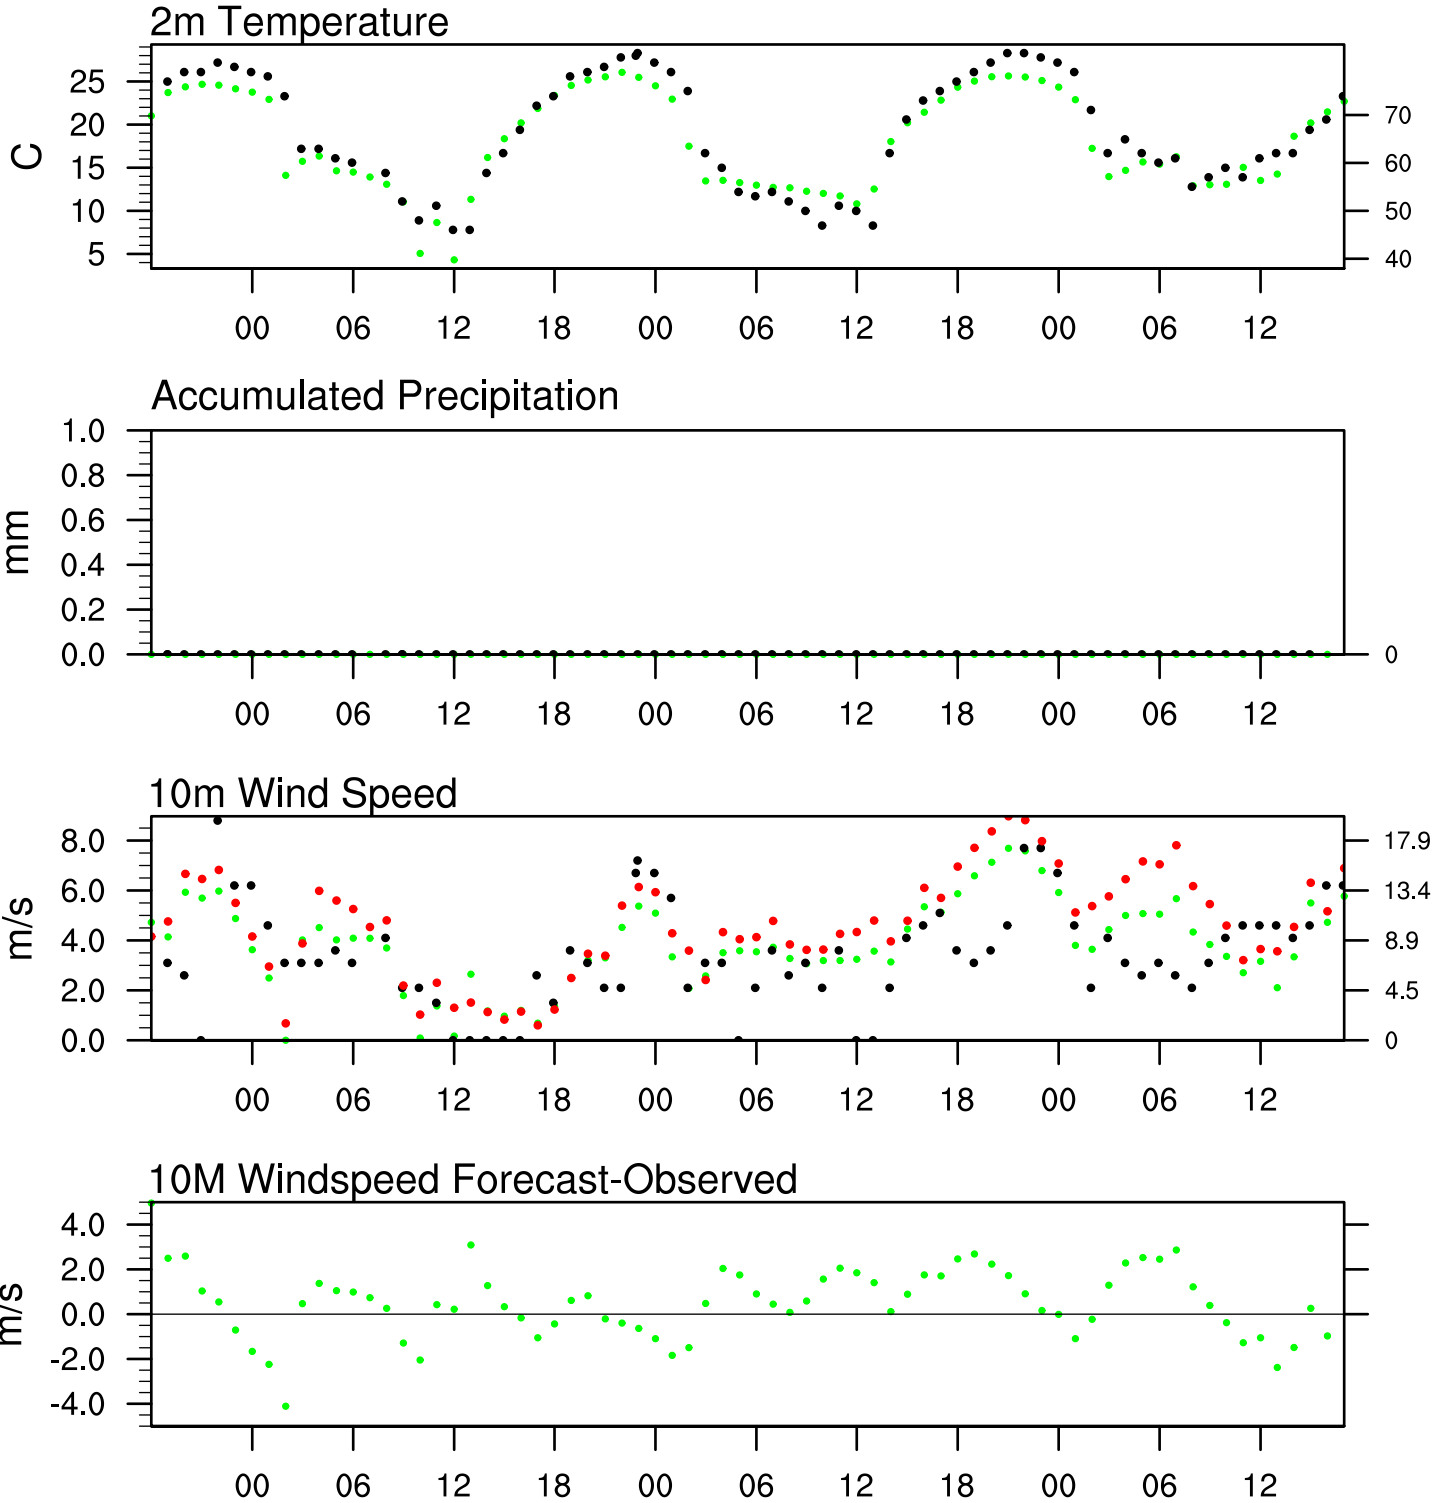 2m Temperature
25
20
15
10
5
C
70
60
50
40
00 06 12 18 00 06 12 18 00 06 12
Accumulated Precipitation
1.0
0.8
0.6
0.4
0.2
0.0
mm
0
00 06 12 18 00 06 12 18 00 06 12
10m Wind Speed
8.0
6.0
4.0
2.0
0.0
m/s
17.9
13.4
8.9
4.5
0
00 06 12 18 00 06 12 18 00 06 12
10M Windspeed Forecast-Observed
4.0
2.0
0.0
-2.0
-4.0
m/s
00 06 12 18 00 06 12 18 00 06 12